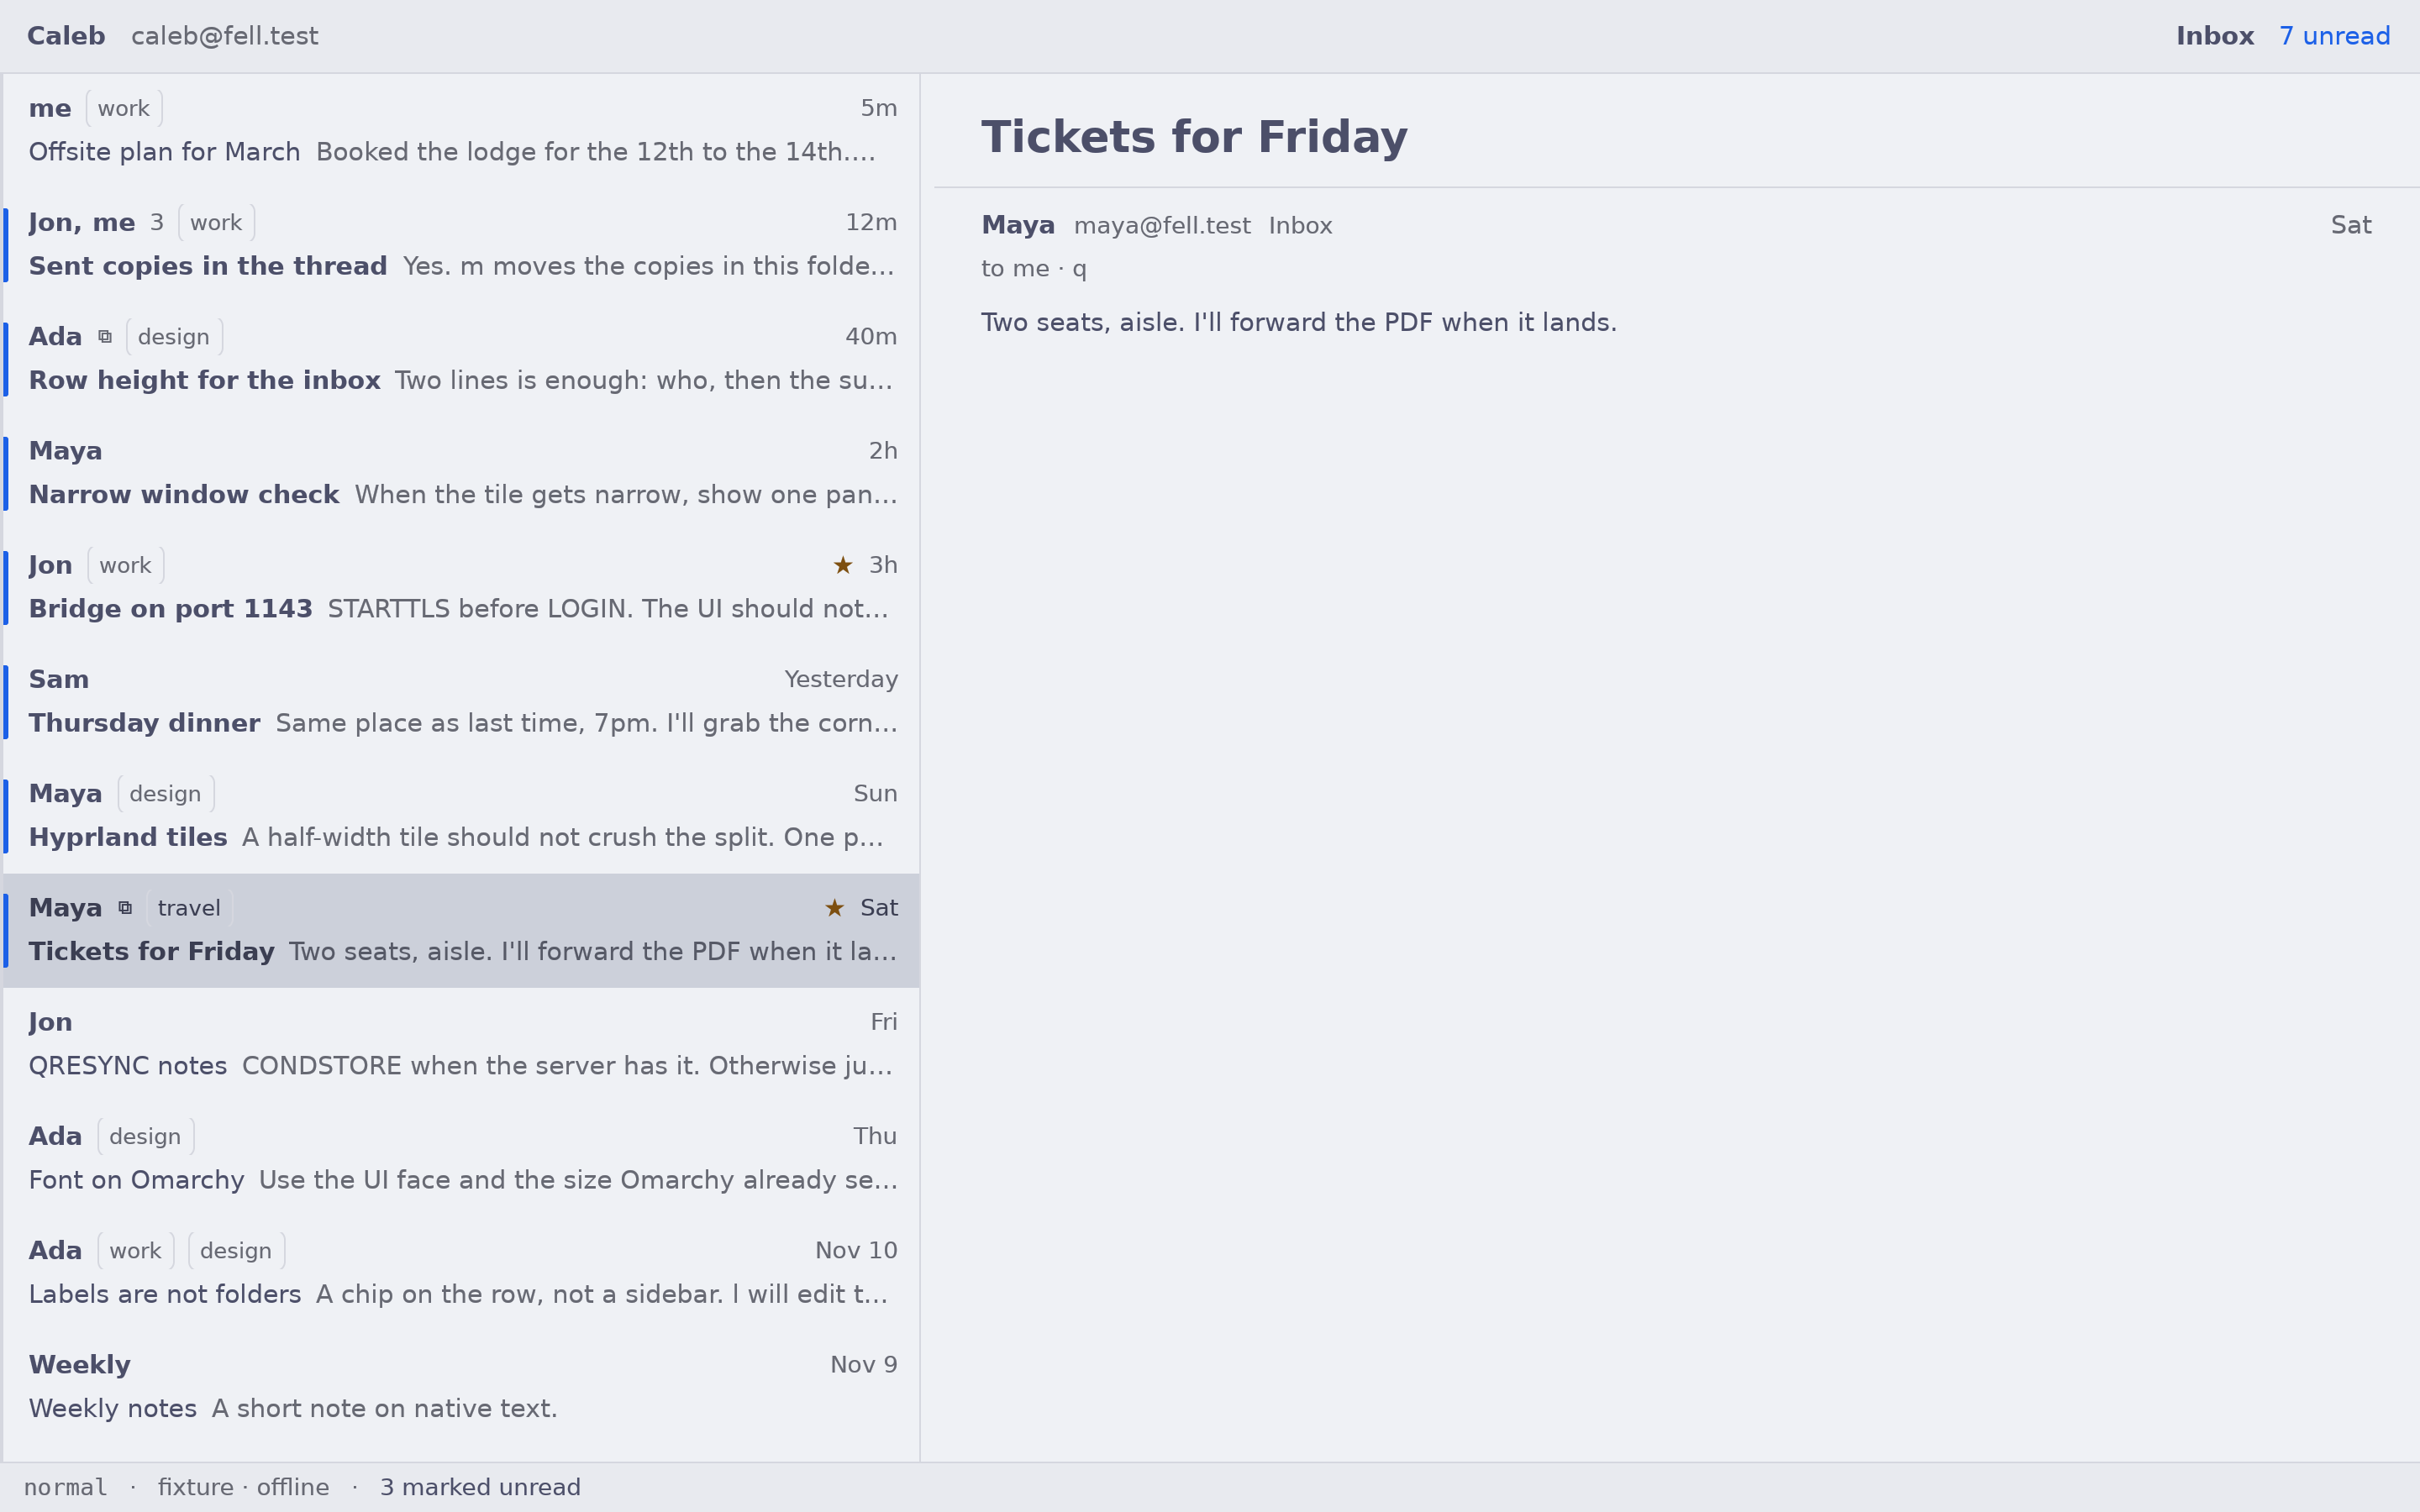 Caleb caleb@fell.test Inbox 7 unread
me work 5m
Offsite plan for March Booked the lodge for the 12th to the 14th....
Jon, me 3 work 12m
Sent copies in the thread Yes. m moves the copies in this folde...
Ada ⧉ design 40m
Row height for the inbox Two lines is enough: who, then the su...
Maya 2h
Narrow window check When the tile gets narrow, show one pan...
Jon work ★ 3h
Bridge on port 1143 STARTTLS before LOGIN. The UI should not...
Sam Yesterday
Thursday dinner Same place as last time, 7pm. I'll grab the corn...
Maya design Sun
Hyprland tiles A half-width tile should not crush the split. One p...
Maya ⧉ travel ★ Sat
Tickets for Friday Two seats, aisle. I'll forward the PDF when it la...
Jon Fri
QRESYNC notes CONDSTORE when the server has it. Otherwise ju...
Ada design Thu
Font on Omarchy Use the UI face and the size Omarchy already se...
Ada work design Nov 10
Labels are not folders A chip on the row, not a sidebar. l will edit t...
Weekly Nov 9
Weekly notes A short note on native text.
Tickets for Friday
Maya maya@fell.test Inbox Sat
to me · q
Two seats, aisle. I'll forward the PDF when it lands.
normal · fixture · offline · 3 marked unread